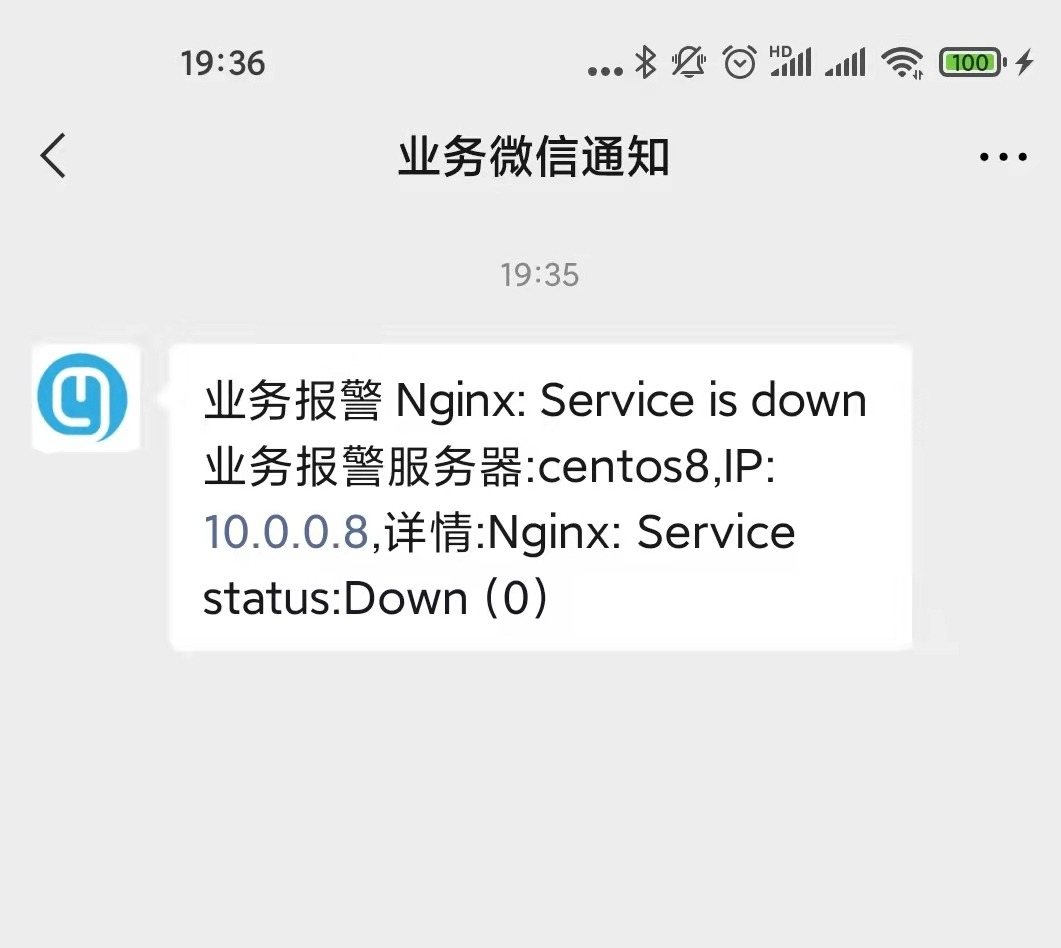 19:36
HD
100
业务微信通知
19:35
业务报警 Nginx: Service is down
业务报警服务器:centos8,IP:
10.0.0.8,详情:Nginx: Service
status:Down (0)